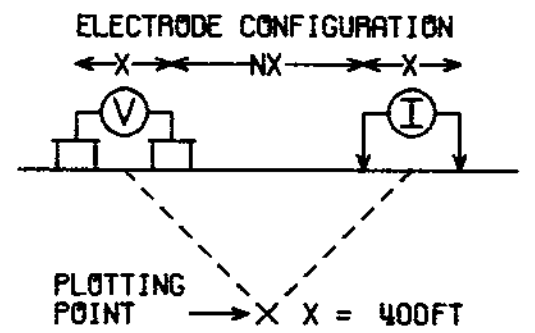 ELECTRODE CONFIGURATION
X NX X
V I
PLOTTING
POINT X = 400FT